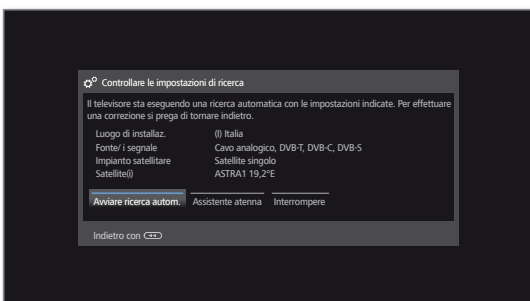 Controllare le impostazioni di ricerca
Il televisore sta eseguendo una ricerca automatica con le impostazioni indicate. Per effettuare
una correzione si prega di tornare indietro.
Luogo di installaz. (I) Italia
Fonte/ i segnale Cavo analogico, DVB-T, DVB-C, DVB-S
Impianto satellitare Satellite singolo
Satellite(i) ASTRA1 19,2°E
Avviare ricerca autom. Assistente atenna Interrompere
Indietro con